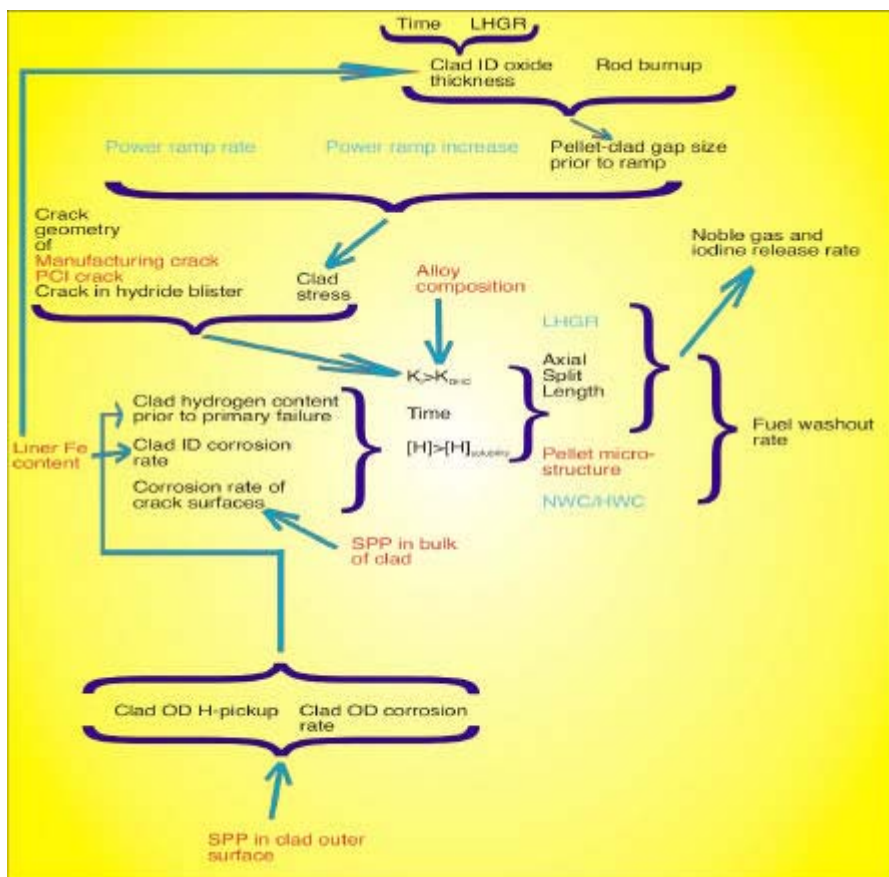 Time LHGR
Clad ID oxide
thickness
Rod burnup
Power ramp rate
Power ramp increase
Pellet-clad gap size
prior to ramp
Crack
geometry
of
Manufacturing crack
PCI crack
Crack in hydride blister
Clad
stress
Alloy
composition
Noble gas and
iodine release rate
LHGR
Axial
Split
Length
K_I>K_DHC
Time
[H]>[H]solubility
Clad hydrogen content
prior to primary failure
Liner Fe
content
Clad ID corrosion
rate
Corrosion rate of
crack surfaces
SPP in bulk
of clad
Pellet micro-
structure
NWC/HWC
Fuel washout
rate
Clad OD H-pickup
Clad OD corrosion
rate
SPP in clad outer
surface